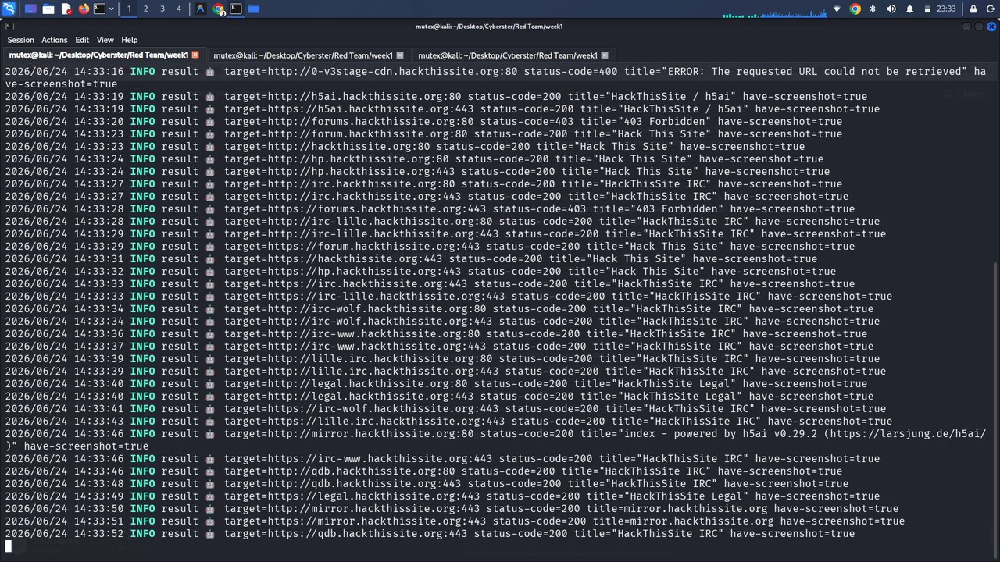 1 2 3 4 3 23:33
mutex@kali: ~/Desktop/Cyberster/Red Team/week1
Session Actions Edit View Help
mutex@kali: ~/Desktop/Cyberster/Red Team/week1 mutex@kali: ~/Desktop/Cyberster/Red Team/week1 mutex@kali: ~/Desktop/Cyberster/Red Team/week1
2026/06/24 14:33:16 INFO result 🤖 target=http://0-v3stage-cdn.hackthissite.org:80 status-code=400 title="ERROR: The requested URL could not be retrieved" ha
ve-screenshot=true
2026/06/24 14:33:19 INFO result 🤖 target=http://h5ai.hackthissite.org:80 status-code=200 title="HackThisSite / h5ai" have-screenshot=true
2026/06/24 14:33:19 INFO result 🤖 target=https://h5ai.hackthissite.org:443 status-code=200 title="HackThisSite / h5ai" have-screenshot=true
2026/06/24 14:33:20 INFO result 🤖 target=http://forums.hackthissite.org:80 status-code=403 title="403 Forbidden" have-screenshot=true
2026/06/24 14:33:23 INFO result 🤖 target=http://forum.hackthissite.org:80 status-code=200 title="Hack This Site" have-screenshot=true
2026/06/24 14:33:23 INFO result 🤖 target=http://hackthissite.org:80 status-code=200 title="Hack This Site" have-screenshot=true
2026/06/24 14:33:24 INFO result 🤖 target=http://hp.hackthissite.org:80 status-code=200 title="Hack This Site" have-screenshot=true
2026/06/24 14:33:24 INFO result 🤖 target=http://hp.hackthissite.org:443 status-code=200 title="Hack This Site" have-screenshot=true
2026/06/24 14:33:27 INFO result 🤖 target=http://irc.hackthissite.org:80 status-code=200 title="HackThisSite IRC" have-screenshot=true
2026/06/24 14:33:27 INFO result 🤖 target=http://irc.hackthissite.org:443 status-code=200 title="HackThisSite IRC" have-screenshot=true
2026/06/24 14:33:28 INFO result 🤖 target=https://forums.hackthissite.org:443 status-code=403 title="403 Forbidden" have-screenshot=true
2026/06/24 14:33:28 INFO result 🤖 target=http://irc-lille.hackthissite.org:80 status-code=200 title="HackThisSite IRC" have-screenshot=true
2026/06/24 14:33:29 INFO result 🤖 target=http://irc-lille.hackthissite.org:443 status-code=200 title="HackThisSite IRC" have-screenshot=true
2026/06/24 14:33:29 INFO result 🤖 target=https://forum.hackthissite.org:443 status-code=200 title="Hack This Site" have-screenshot=true
2026/06/24 14:33:31 INFO result 🤖 target=https://hackthissite.org:443 status-code=200 title="Hack This Site" have-screenshot=true
2026/06/24 14:33:32 INFO result 🤖 target=https://hp.hackthissite.org:443 status-code=200 title="Hack This Site" have-screenshot=true
2026/06/24 14:33:33 INFO result 🤖 target=https://irc.hackthissite.org:443 status-code=200 title="HackThisSite IRC" have-screenshot=true
2026/06/24 14:33:33 INFO result 🤖 target=https://irc-lille.hackthissite.org:443 status-code=200 title="HackThisSite IRC" have-screenshot=true
2026/06/24 14:33:34 INFO result 🤖 target=http://irc-wolf.hackthissite.org:80 status-code=200 title="HackThisSite IRC" have-screenshot=true
2026/06/24 14:33:34 INFO result 🤖 target=http://irc-wolf.hackthissite.org:443 status-code=200 title="HackThisSite IRC" have-screenshot=true
2026/06/24 14:33:36 INFO result 🤖 target=http://irc-www.hackthissite.org:80 status-code=200 title="HackThisSite IRC" have-screenshot=true
2026/06/24 14:33:37 INFO result 🤖 target=http://irc-www.hackthissite.org:443 status-code=200 title="HackThisSite IRC" have-screenshot=true
2026/06/24 14:33:39 INFO result 🤖 target=http://lille.irc.hackthissite.org:80 status-code=200 title="HackThisSite IRC" have-screenshot=true
2026/06/24 14:33:39 INFO result 🤖 target=http://lille.irc.hackthissite.org:443 status-code=200 title="HackThisSite IRC" have-screenshot=true
2026/06/24 14:33:40 INFO result 🤖 target=http://legal.hackthissite.org:80 status-code=200 title="HackThisSite Legal" have-screenshot=true
2026/06/24 14:33:40 INFO result 🤖 target=http://legal.hackthissite.org:443 status-code=200 title="HackThisSite Legal" have-screenshot=true
2026/06/24 14:33:41 INFO result 🤖 target=https://irc-wolf.hackthissite.org:443 status-code=200 title="HackThisSite IRC" have-screenshot=true
2026/06/24 14:33:43 INFO result 🤖 target=https://lille.irc.hackthissite.org:443 status-code=200 title="HackThisSite IRC" have-screenshot=true
2026/06/24 14:33:46 INFO result 🤖 target=http://mirror.hackthissite.org:80 status-code=200 title="index - powered by h5ai v0.29.2 (https://larsjung.de/h5ai/
)" have-screenshot=true
2026/06/24 14:33:46 INFO result 🤖 target=https://irc-www.hackthissite.org:443 status-code=200 title="HackThisSite IRC" have-screenshot=true
2026/06/24 14:33:46 INFO result 🤖 target=http://qdb.hackthissite.org:80 status-code=200 title="HackThisSite IRC" have-screenshot=true
2026/06/24 14:33:48 INFO result 🤖 target=http://qdb.hackthissite.org:443 status-code=200 title="HackThisSite IRC" have-screenshot=true
2026/06/24 14:33:49 INFO result 🤖 target=https://legal.hackthissite.org:443 status-code=200 title="HackThisSite Legal" have-screenshot=true
2026/06/24 14:33:50 INFO result 🤖 target=http://mirror.hackthissite.org:443 status-code=200 title=mirror.hackthissite.org have-screenshot=true
2026/06/24 14:33:51 INFO result 🤖 target=https://mirror.hackthissite.org:443 status-code=200 title=mirror.hackthissite.org have-screenshot=true
2026/06/24 14:33:52 INFO result 🤖 target=https://qdb.hackthissite.org:443 status-code=200 title="HackThisSite IRC" have-screenshot=true